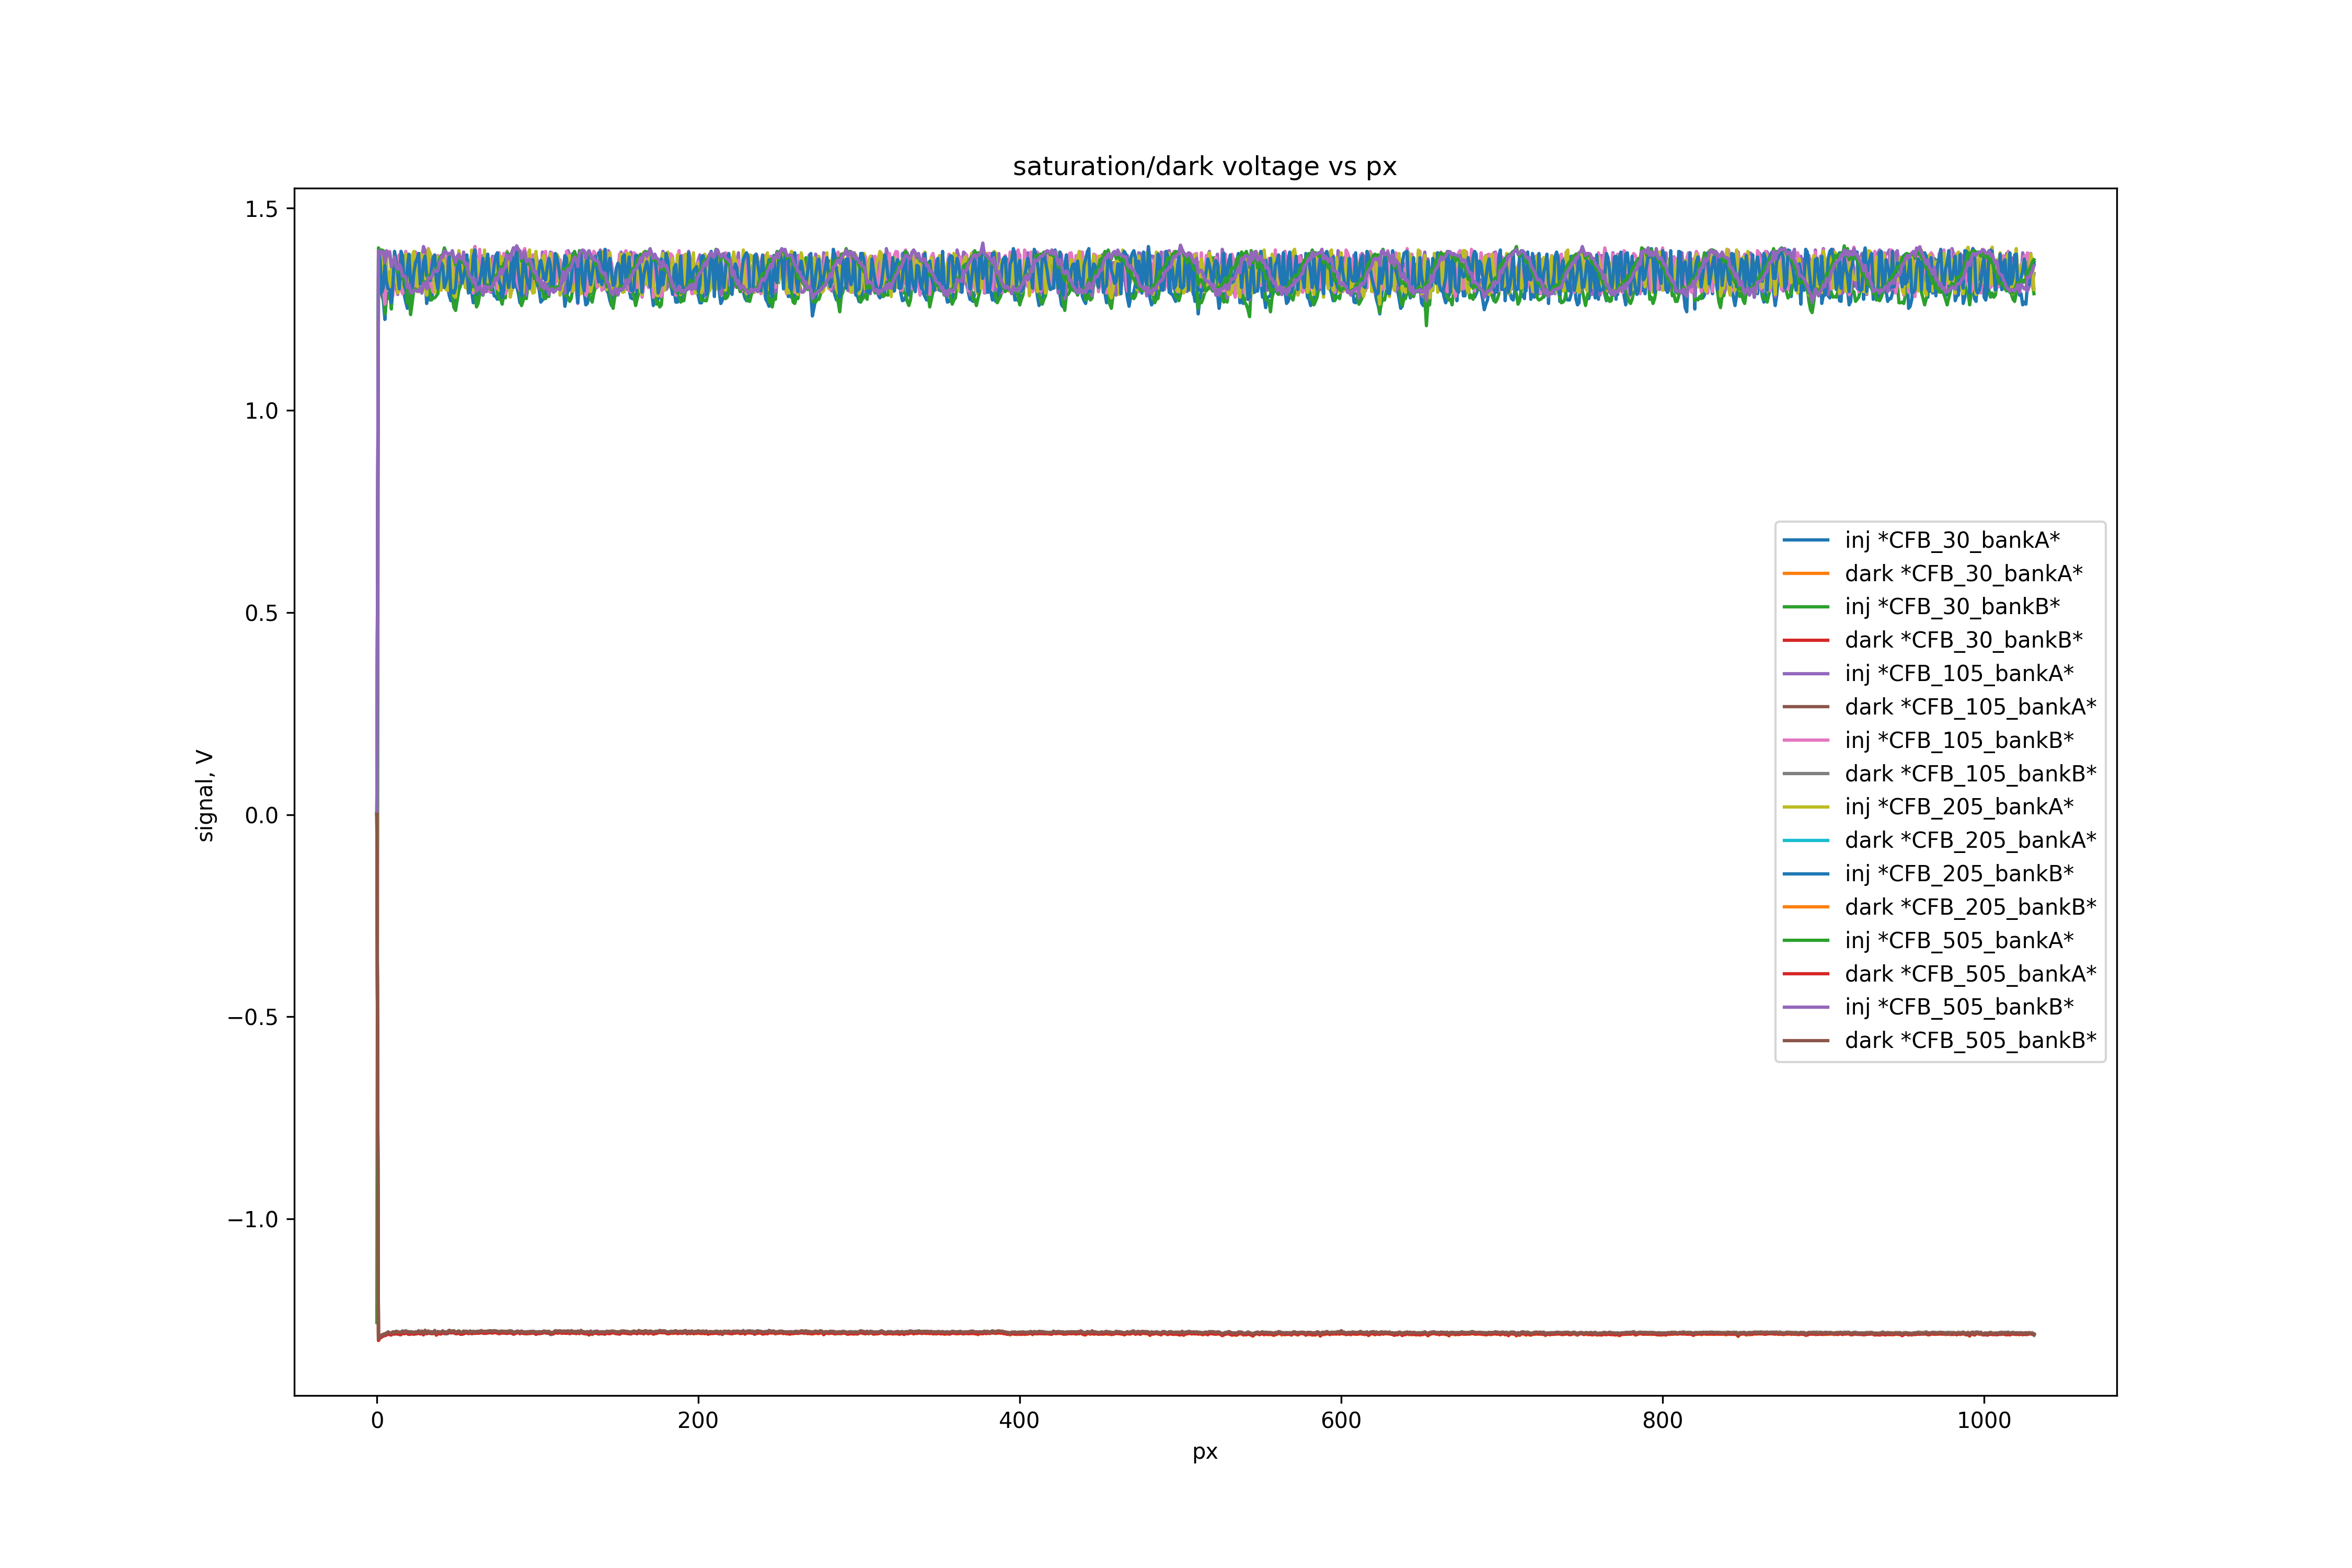 saturation/dark voltage vs px
1.5
1.0
0.5
0.0
−0.5
−1.0
signal, V
inj *CFB_30_bankA*
dark *CFB_30_bankA*
inj *CFB_30_bankB*
dark *CFB_30_bankB*
inj *CFB_105_bankA*
dark *CFB_105_bankA*
inj *CFB_105_bankB*
dark *CFB_105_bankB*
inj *CFB_205_bankA*
dark *CFB_205_bankA*
inj *CFB_205_bankB*
dark *CFB_205_bankB*
inj *CFB_505_bankA*
dark *CFB_505_bankA*
inj *CFB_505_bankB*
dark *CFB_505_bankB*
0 200 400 600 800 1000
px